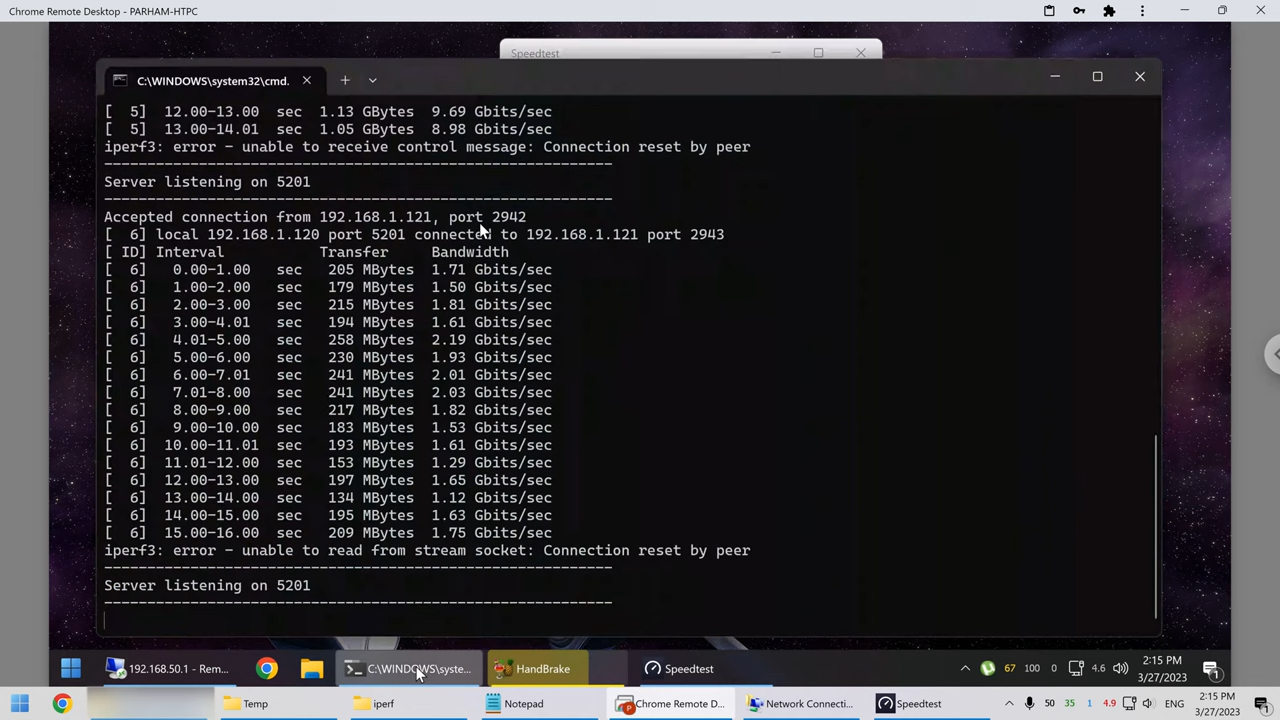 Chrome Remote Desktop - PARHAM-HTPC
Speedtest
C:\WINDOWS\system32\cmd.
[  5]  12.00-13.00  sec  1.13 GBytes  9.69 Gbits/sec
[  5]  13.00-14.01  sec  1.05 GBytes  8.98 Gbits/sec
iperf3: error - unable to receive control message: Connection reset by peer
-----------------------------------------------------------
Server listening on 5201
-----------------------------------------------------------
Accepted connection from 192.168.1.121, port 2942
[  6] local 192.168.1.120 port 5201 connected to 192.168.1.121 port 2943
[ ID] Interval           Transfer     Bandwidth
[  6]   0.00-1.00   sec   205 MBytes  1.71 Gbits/sec
[  6]   1.00-2.00   sec   179 MBytes  1.50 Gbits/sec
[  6]   2.00-3.00   sec   215 MBytes  1.81 Gbits/sec
[  6]   3.00-4.01   sec   194 MBytes  1.61 Gbits/sec
[  6]   4.01-5.00   sec   258 MBytes  2.19 Gbits/sec
[  6]   5.00-6.00   sec   230 MBytes  1.93 Gbits/sec
[  6]   6.00-7.01   sec   241 MBytes  2.01 Gbits/sec
[  6]   7.01-8.00   sec   241 MBytes  2.03 Gbits/sec
[  6]   8.00-9.00   sec   217 MBytes  1.82 Gbits/sec
[  6]   9.00-10.00  sec   183 MBytes  1.53 Gbits/sec
[  6]  10.00-11.01  sec   193 MBytes  1.61 Gbits/sec
[  6]  11.01-12.00  sec   153 MBytes  1.29 Gbits/sec
[  6]  12.00-13.00  sec   197 MBytes  1.65 Gbits/sec
[  6]  13.00-14.00  sec   134 MBytes  1.12 Gbits/sec
[  6]  14.00-15.00  sec   195 MBytes  1.63 Gbits/sec
[  6]  15.00-16.00  sec   209 MBytes  1.75 Gbits/sec
iperf3: error - unable to read from stream socket: Connection reset by peer
-----------------------------------------------------------
Server listening on 5201
-----------------------------------------------------------
192.168.50.1 - Rem... C:\WINDOWS\syste... HandBrake Speedtest 67 100 0 4.6 2:15 PM
3/27/2023
Temp iperf Notepad Chrome Remote D... Network Connecti... Speedtest 50 35 1 4.9 ENG 2:15 PM
3/27/2023